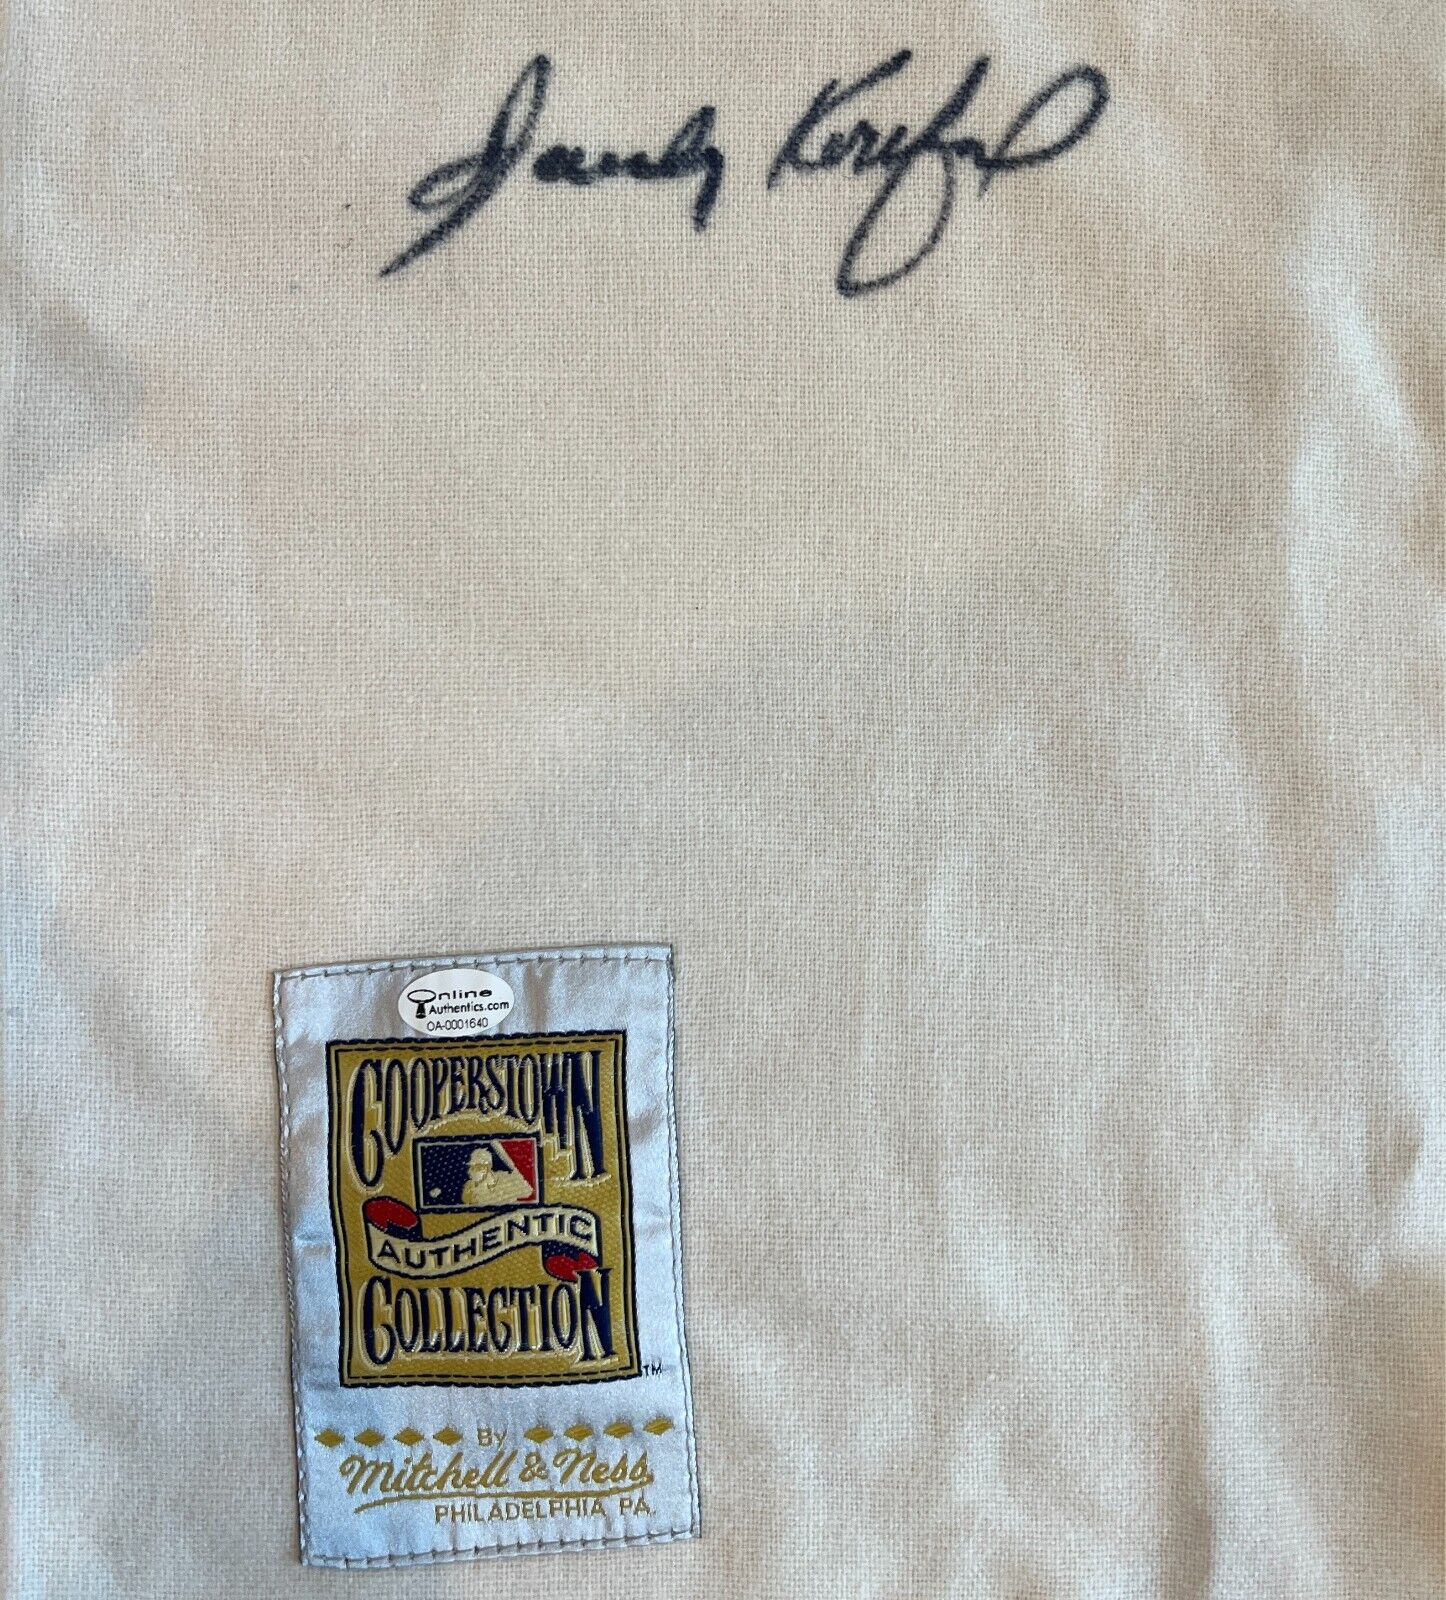 Sandy Koufax
Online
Authentics.com
OA-0001640
COOPERSTOWN
AUTHENTIC
COLLECTION
TM
By
Mitchell & Ness
PHILADELPHIA PA.